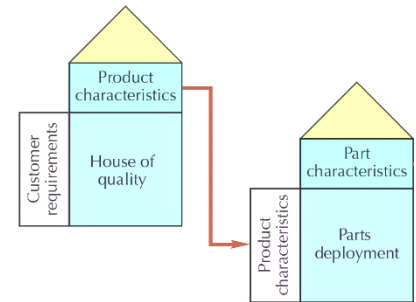 Product
characteristics
Customer
requirements
House of
quality
Part
characteristics
Product
characteristics
Parts
deployment